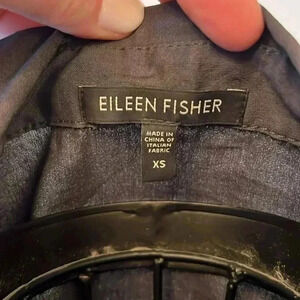 EILEEN FISHER
MADE IN
CHINA OF
ITALIAN
FABRIC
XS